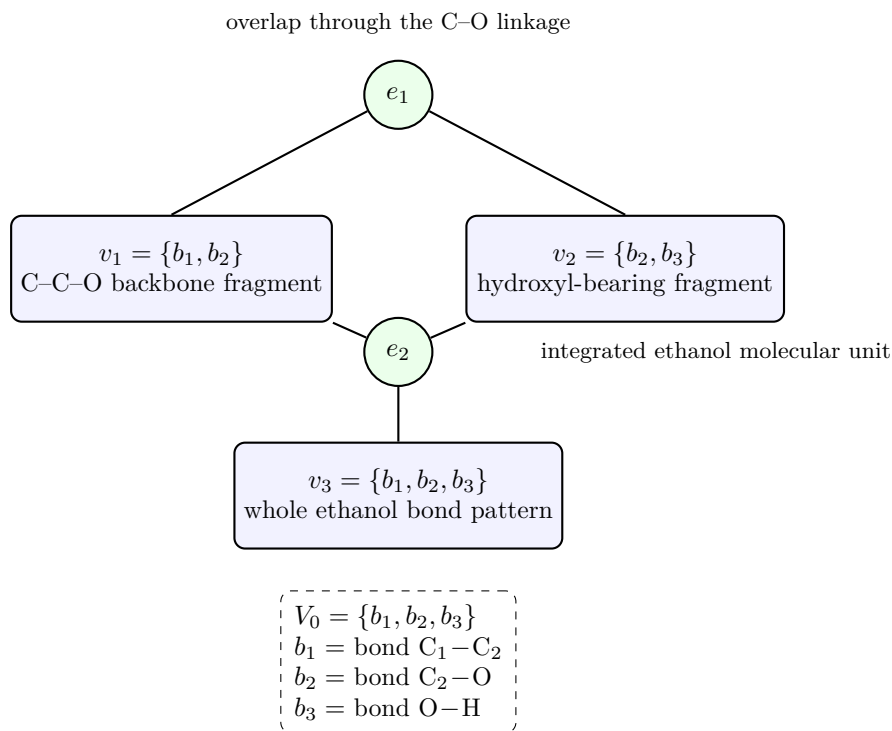 overlap through the C–O linkage
e₁
v₁ = {b₁, b₂}
C–C–O backbone fragment
v₂ = {b₂, b₃}
hydroxyl-bearing fragment
e₂
integrated ethanol molecular unit
v₃ = {b₁, b₂, b₃}
whole ethanol bond pattern
V₀ = {b₁, b₂, b₃}
b₁ = bond C₁−C₂
b₂ = bond C₂−O
b₃ = bond O−H